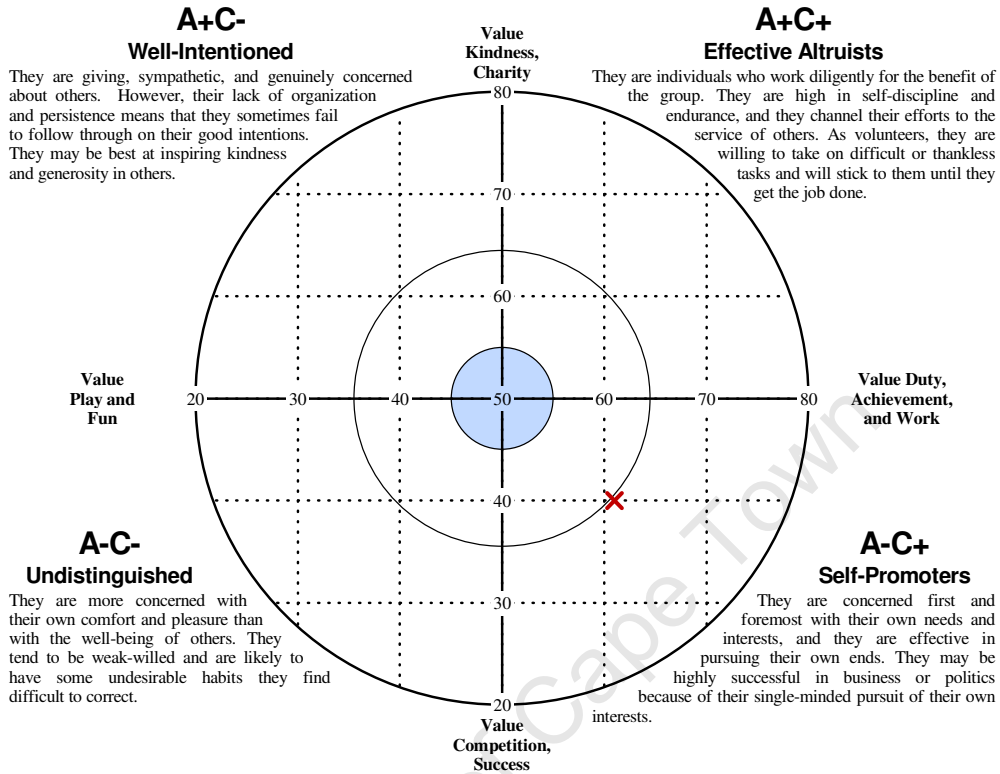 A+C-
Well-Intentioned
They are giving, sympathetic, and genuinely concerned
about others. However, their lack of organization
and persistence means that they sometimes fail
to follow through on their good intentions.
They may be best at inspiring kindness
and generosity in others.
Value
Kindness,
Charity
A+C+
Effective Altruists
They are individuals who work diligently for the benefit of
the group. They are high in self-discipline and
endurance, and they channel their efforts to the
service of others. As volunteers, they are
willing to take on difficult or thankless
tasks and will stick to them until they
get the job done.
80
70
60
Value
Play and
Fun
20 30 40 50 60 70 80
Value Duty,
Achievement,
and Work
40
30
20
A-C-
Undistinguished
They are more concerned with
their own comfort and pleasure than
with the well-being of others. They
tend to be weak-willed and are likely to
have some undesirable habits they find
difficult to correct.
Value
Competition,
Success
A-C+
Self-Promoters
They are concerned first and
foremost with their own needs and
interests, and they are effective in
pursuing their own ends. They may be
highly successful in business or politics
because of their single-minded pursuit of their own
interests.
Cape Town